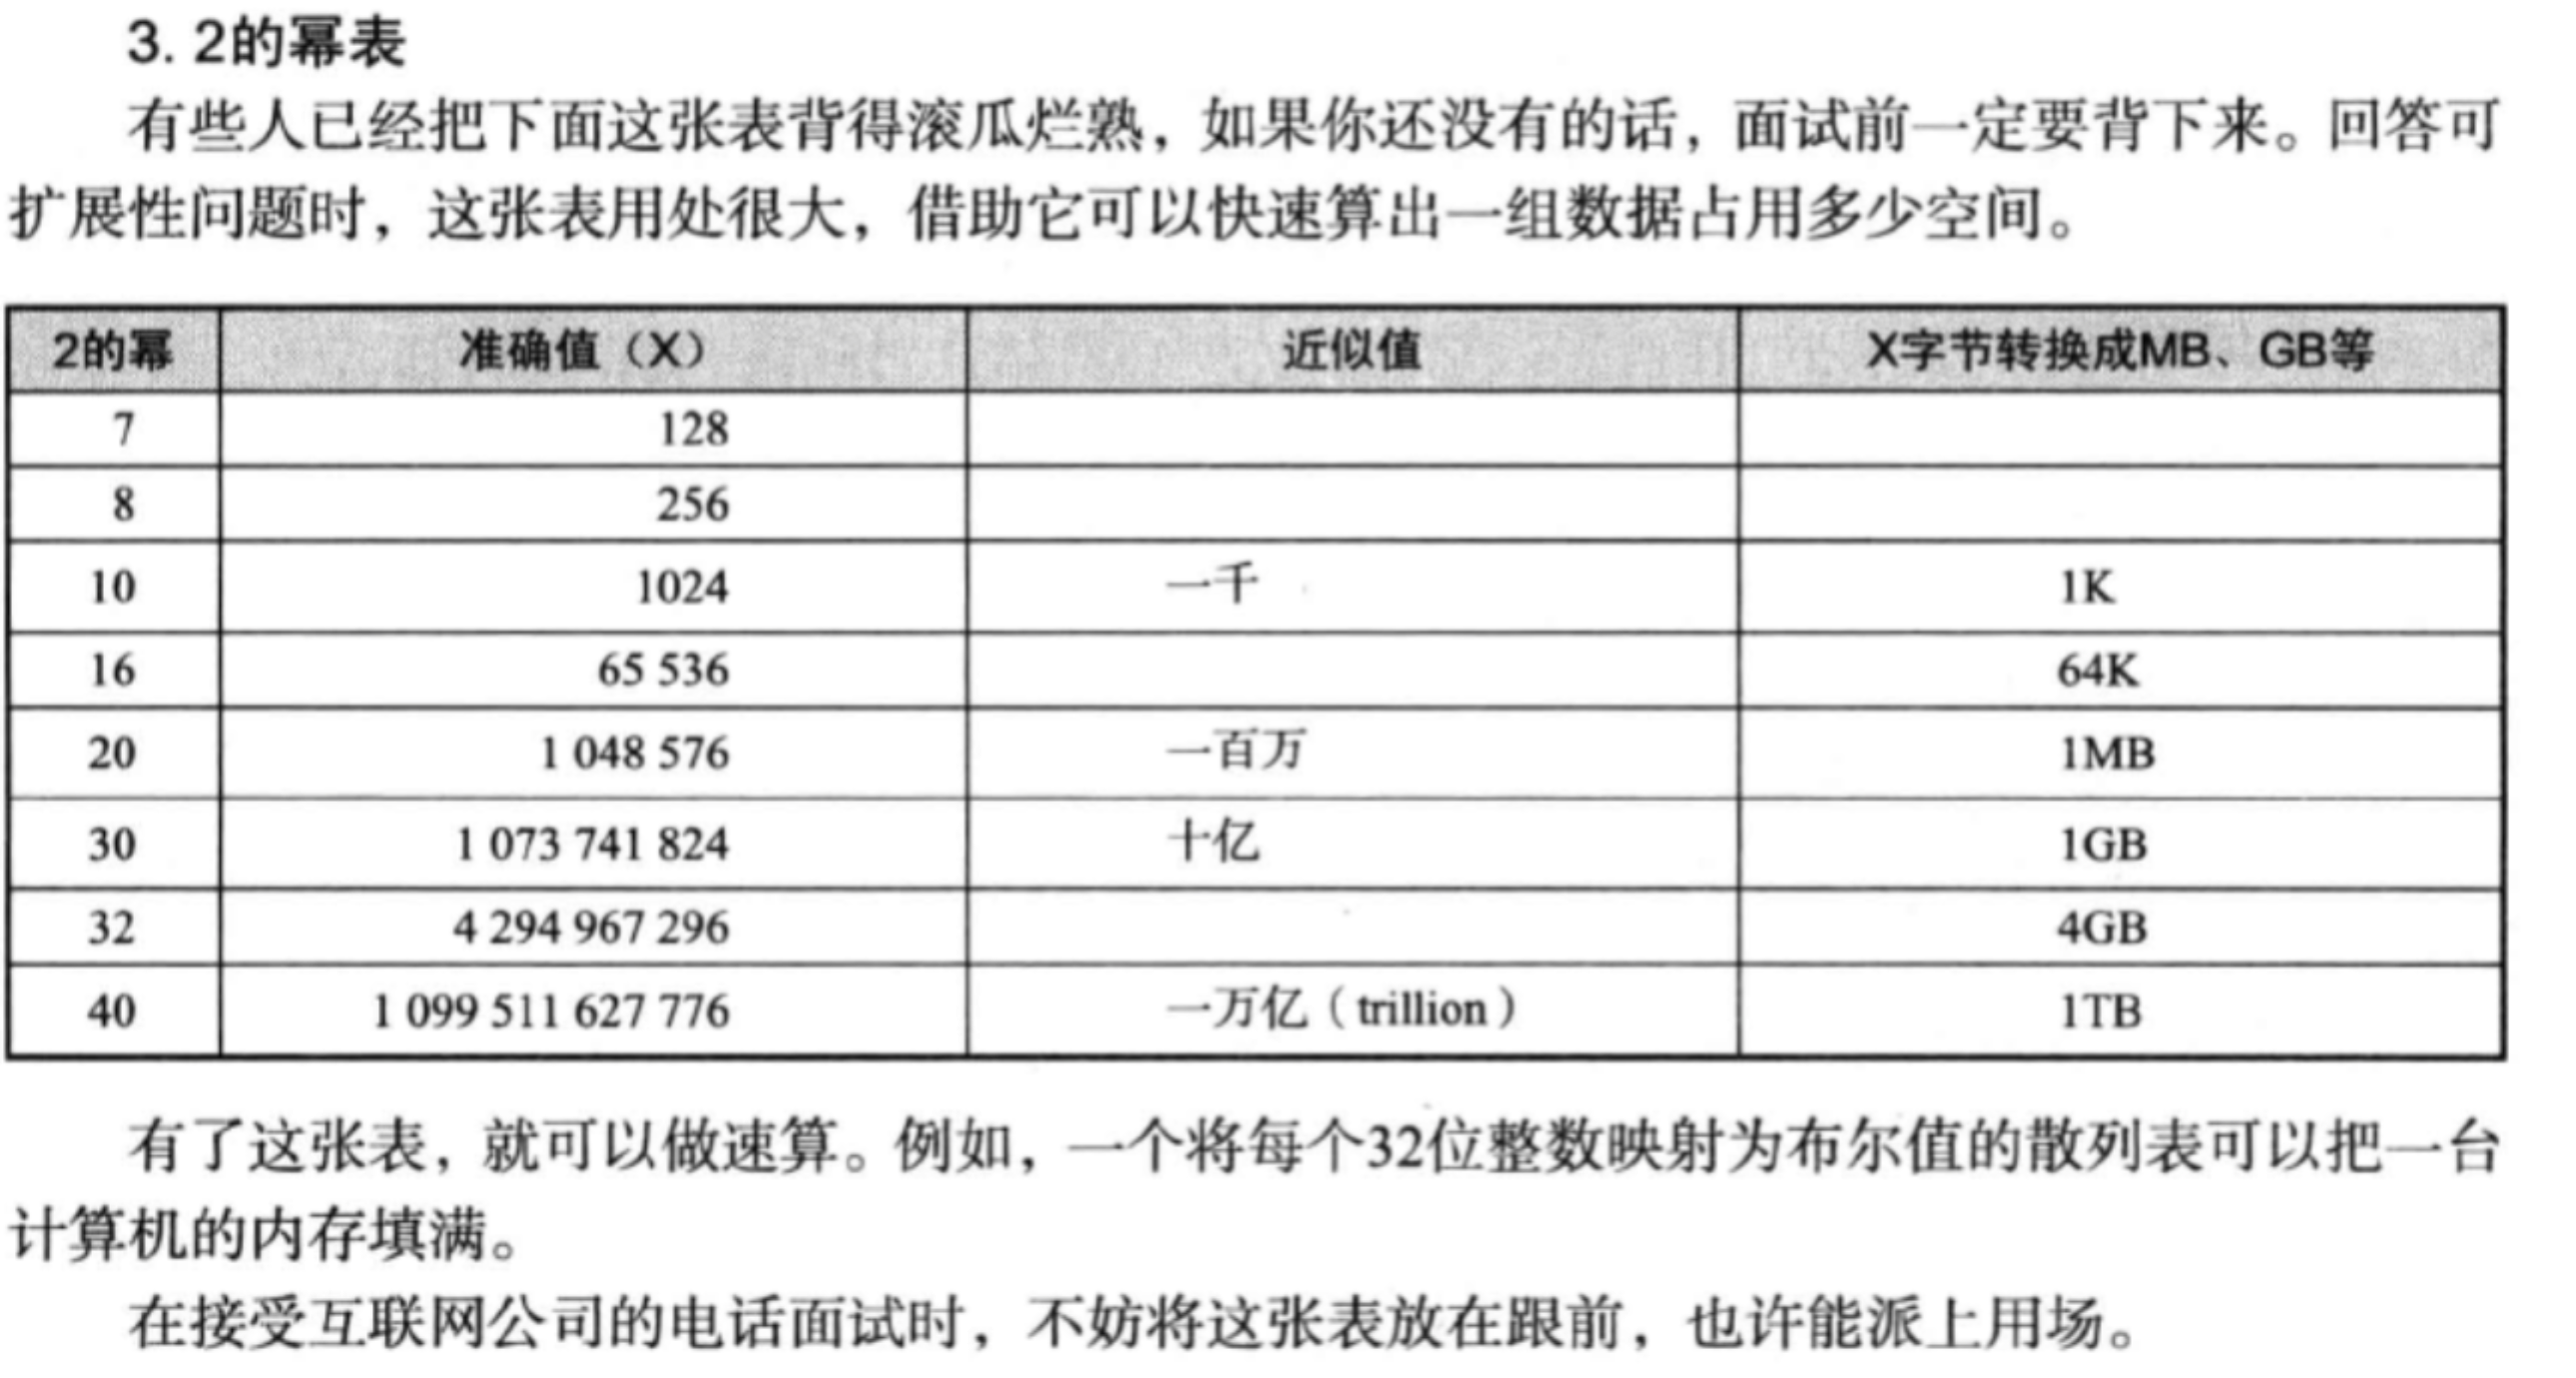 3. 2的幂表
有些人已经把下面这张表背得滚瓜烂熟，如果你还没有的话，面试前一定要背下来。回答可
扩展性问题时，这张表用处很大，借助它可以快速算出一组数据占用多少空间。
2的幂 准确值（X） 近似值 X字节转换成MB、GB等
7 128
8 256
10 1024 一千 1K
16 65 536 64K
20 1 048 576 一百万 1MB
30 1 073 741 824 十亿 1GB
32 4 294 967 296 4GB
40 1 099 511 627 776 一万亿（trillion） 1TB
有了这张表，就可以做速算。例如，一个将每个32位整数映射为布尔值的散列表可以把一台
计算机的内存填满。
在接受互联网公司的电话面试时，不妨将这张表放在跟前，也许能派上用场。